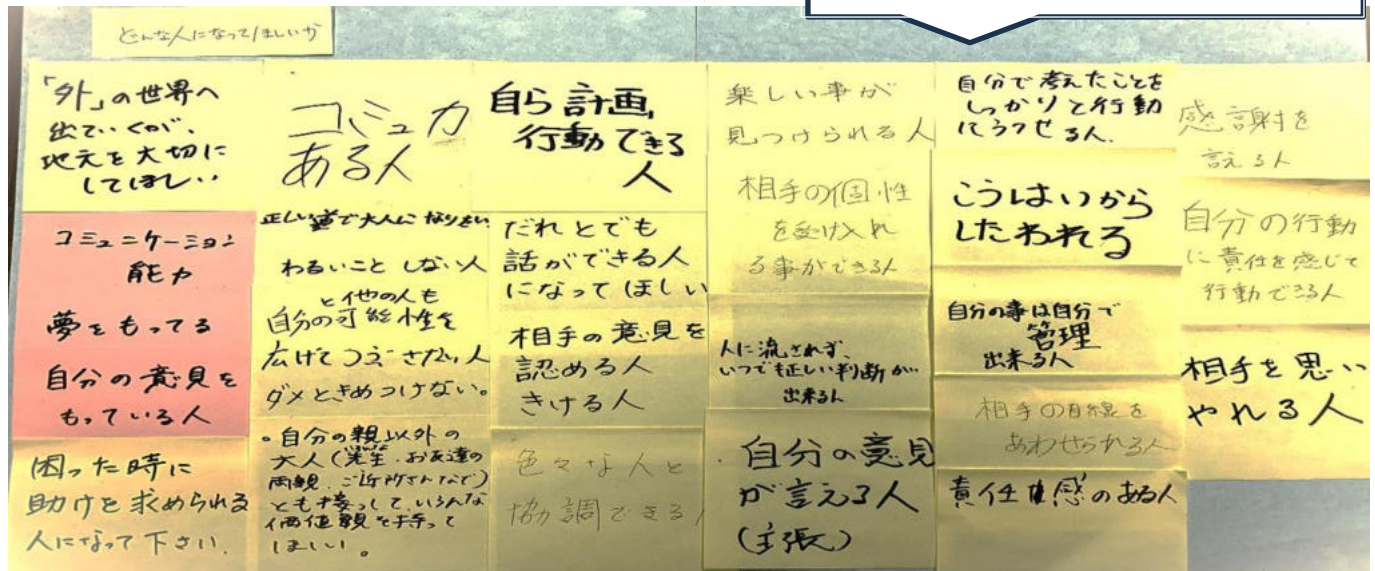 どんな人になってほしいか
「外」の世界へ
出ていくが、
地元を大切に
してほしい
コミュニケーション
能力
夢をもってる
自分の意見を
もっている人
困った時に
助けを求められる
人になって下さい.
コミュ力
ある人
正しい道で大人になりたい
わるいことしない人
と他の人も
自分の可能性を
広げてつぶさない人
ダメときめつけない。
。自分の親以外の
大人(先生.お友達の
両親.ご近所さんなど)
とも接っしていろんな
価値観を持って
ほしい。
自ら計画,
行動できる
人
だれとでも
話ができる人
になってほしい
相手の意見を
認める人
きける人
色々な人と
協調できる人
楽しい事が
見つけられる人
相手の個性
を受け入れ
る事ができる人
人に流されず、
いつでも正しい判断が
出来る人
自分の意見
が言える人
(主張)
自分で考えたことを
しっかりと行動
にうつせる人.
こうはいから
したわれる
自分の事は自分で
管理
出来る人
相手の目線を
あわせられる人
責任感のある人
感謝を
言える人
自分の行動
に責任を感じて
行動できる人
相手を思い
やれる人